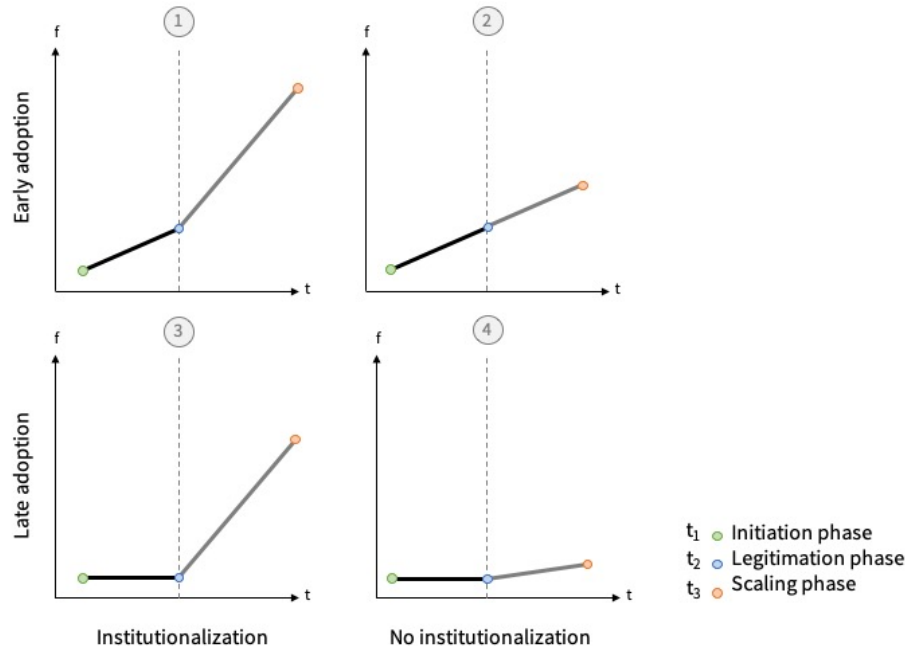 1
2
f
f
Early adoption
t
t
3
4
f
f
Late adoption
t
t
t1 Initiation phase
t2 Legitimation phase
t3 Scaling phase
Institutionalization
No institutionalization